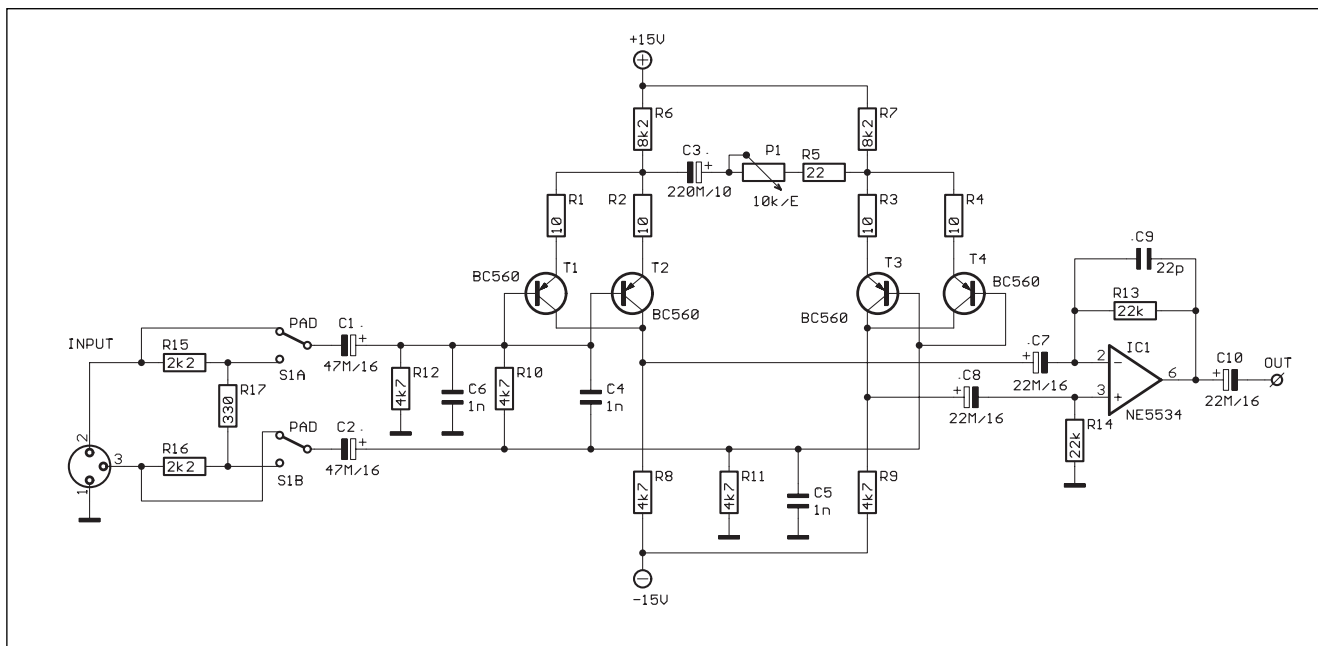 +15V
R6
8k2
R7
8k2
C3 .
+
220M/10
P1
10k/E
R5
22
R1
10
R2
10
R3
10
R4
10
BC560
T1
T2
BC560
T3
BC560
T4
BC560
.C9
22p
R13
22k
INPUT
R15
2k2
PAD
S1A
C1 .
+
47M/16
R17
330
R12
4k7
C6
1n
R10
4k7
C4
1n
2
3
1
R16
2k2
PAD
S1B
C2 .
+
47M/16
R8
4k7
R11
4k7
C5
1n
R9
4k7
.C7
+
22M/16
.C8
+
22M/16
IC1
2
−
3
+
6
NE5534
R14
22k
C10
+
22M/16
OUT
-15V